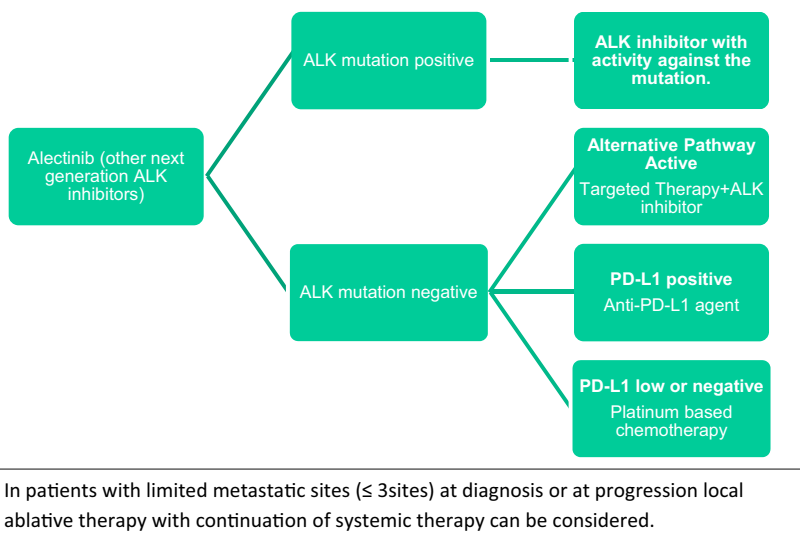 Alectinib (other next
generation ALK
inhibitors)
ALK mutation positive
ALK inhibitor with
activity against the
mutation.
ALK mutation negative
Alternative Pathway
Active
Targeted Therapy+ALK
inhibitor
PD-L1 positive
Anti-PD-L1 agent
PD-L1 low or negative
Platinum based
chemotherapy
In patients with limited metastatic sites (≤ 3sites) at diagnosis or at progression local
ablative therapy with continuation of systemic therapy can be considered.